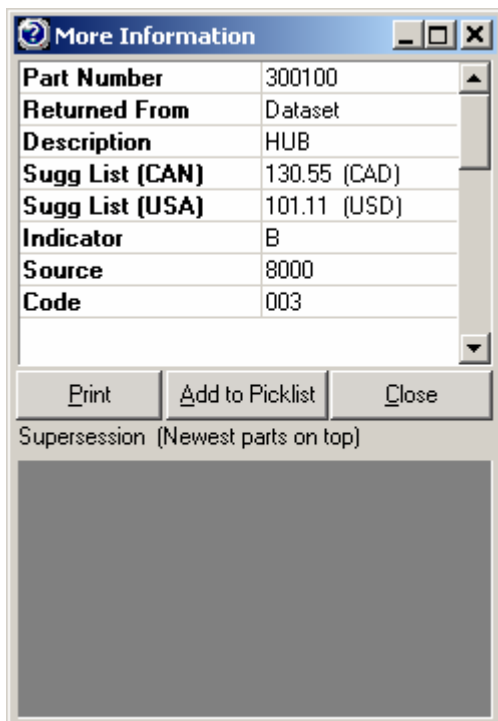 More Information
Part Number 300100
Returned From Dataset
Description HUB
Sugg List (CAN) 130.55 (CAD)
Sugg List (USA) 101.11 (USD)
Indicator B
Source 8000
Code 003
Print Add to Picklist Close
Supersession (Newest parts on top)